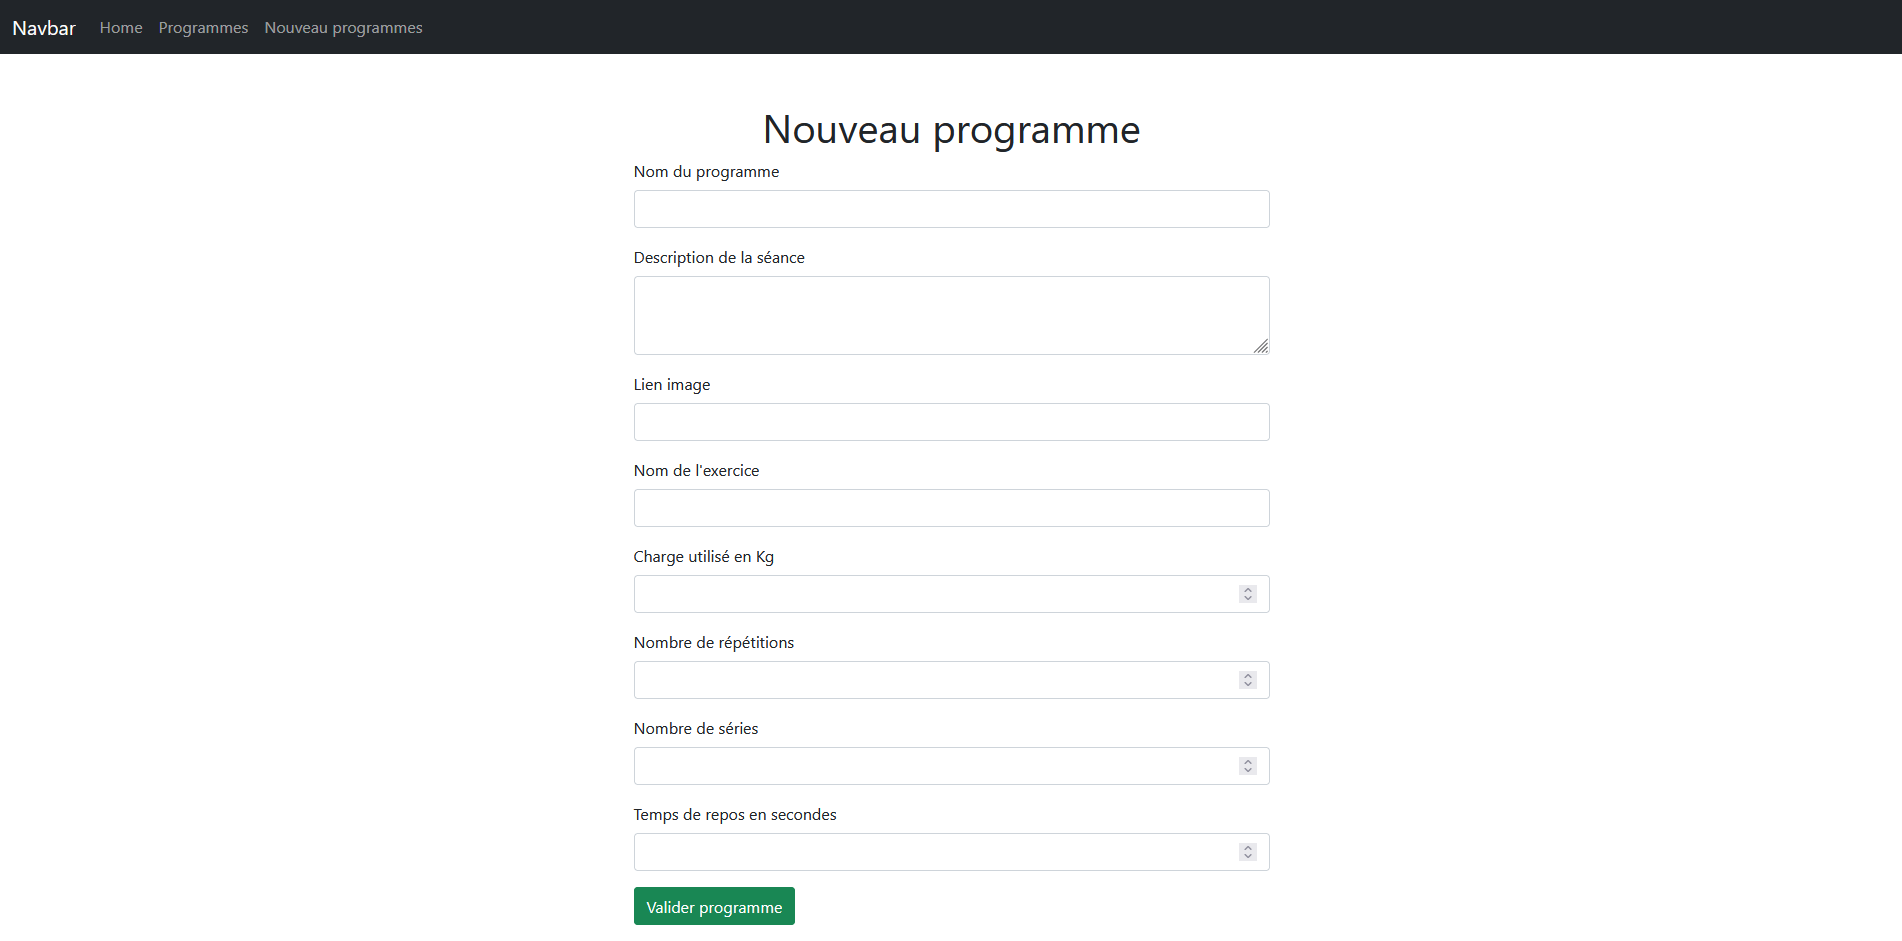 Navbar Home Programmes Nouveau programmes
Nouveau programme
Nom du programme
Description de la séance
Lien image
Nom de l'exercice
Charge utilisé en Kg
Nombre de répétitions
Nombre de séries
Temps de repos en secondes
Valider programme